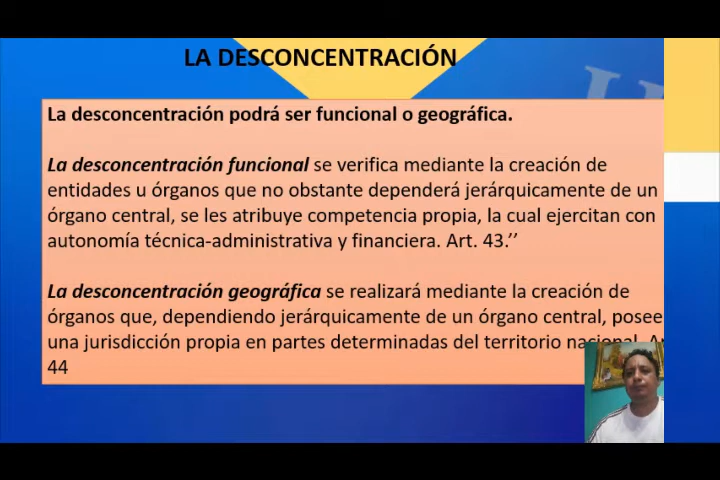 LA DESCONCENTRACIÓN
La desconcentración podrá ser funcional o geográfica.
La desconcentración funcional se verifica mediante la creación de
entidades u órganos que no obstante dependerá jerárquicamente de un
órgano central, se les atribuye competencia propia, la cual ejercitan con
autonomía técnica-administrativa y financiera. Art. 43.’’
La desconcentración geográfica se realizará mediante la creación de
órganos que, dependiendo jerárquicamente de un órgano central, posee
una jurisdicción propia en partes determinadas del territorio nacional.
44